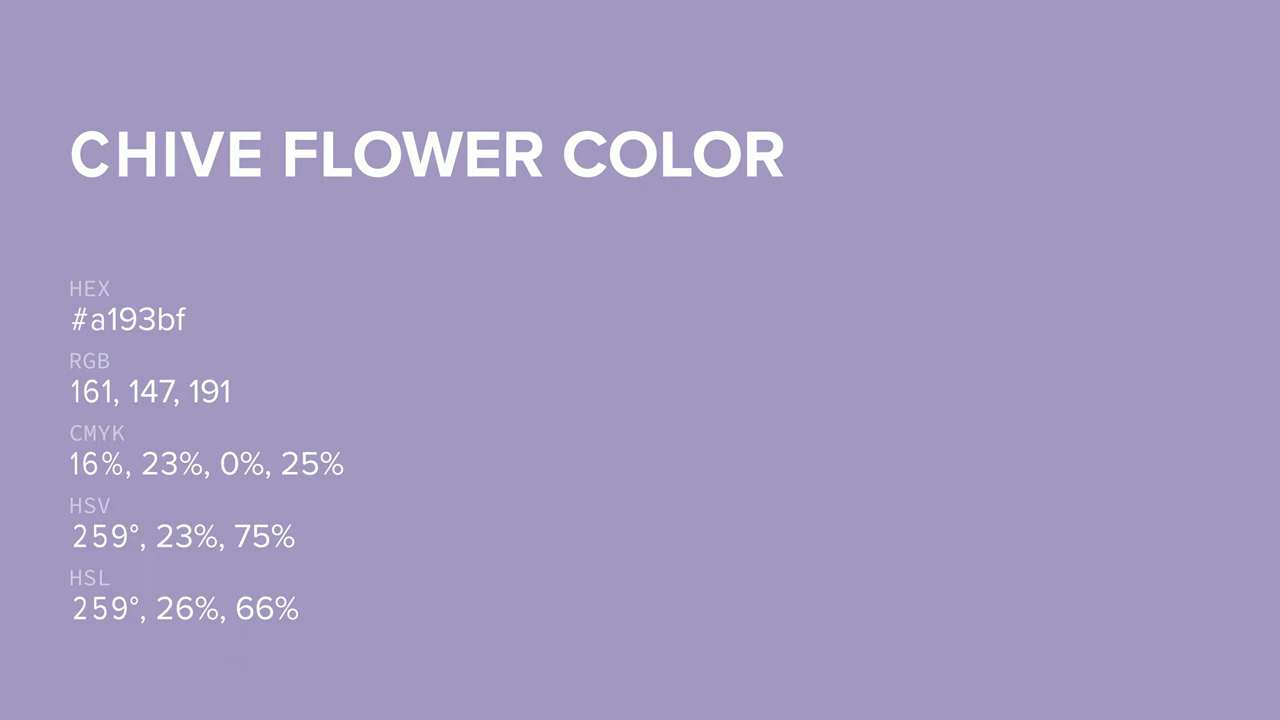 CHIVE FLOWER COLOR
HEX
#a193bf
RGB
161, 147, 191
CMYK
16%, 23%, 0%, 25%
HSV
259°, 23%, 75%
HSL
259°, 26%, 66%